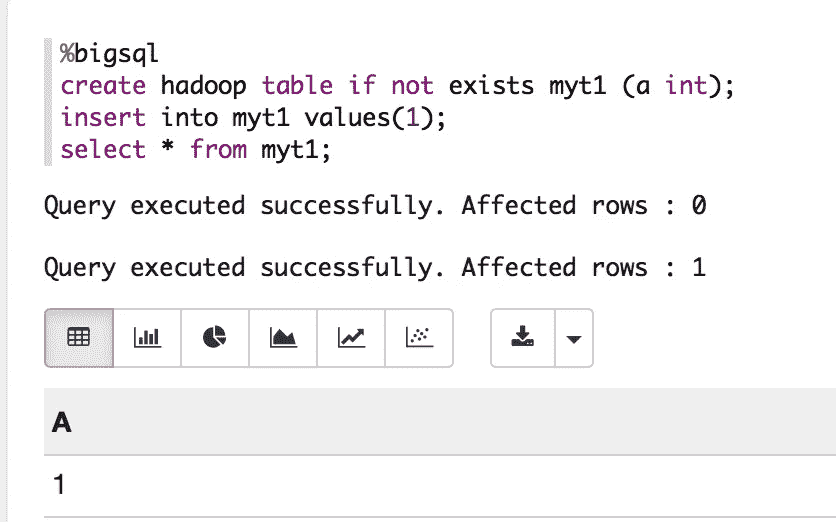 %bigsql
create hadoop table if not exists myt1 (a int);
insert into myt1 values(1);
select * from myt1;
Query executed successfully. Affected rows : 0
Query executed successfully. Affected rows : 1
A
1